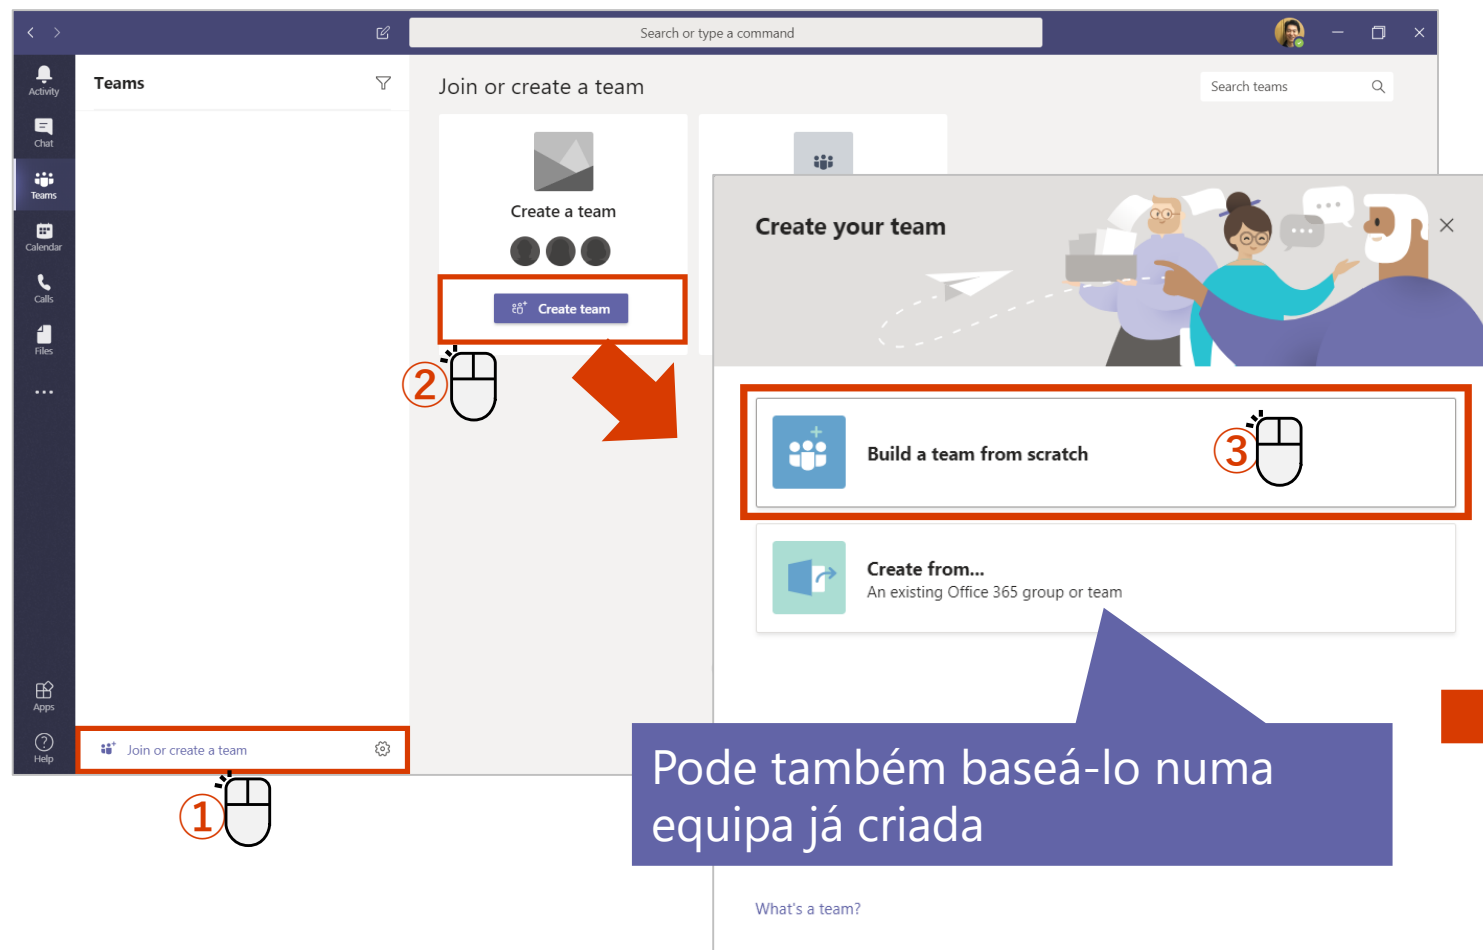 Search or type a command
Activity
Chat
Teams
Calendar
Calls
Files
Apps
Help
Teams
Join or create a team
①
Join or create a team
Search teams
Create a team
Create team
②
Create your team
Build a team from scratch
③
Create from...
An existing Office 365 group or team
Pode também baseá-lo numa
equipa já criada
What's a team?